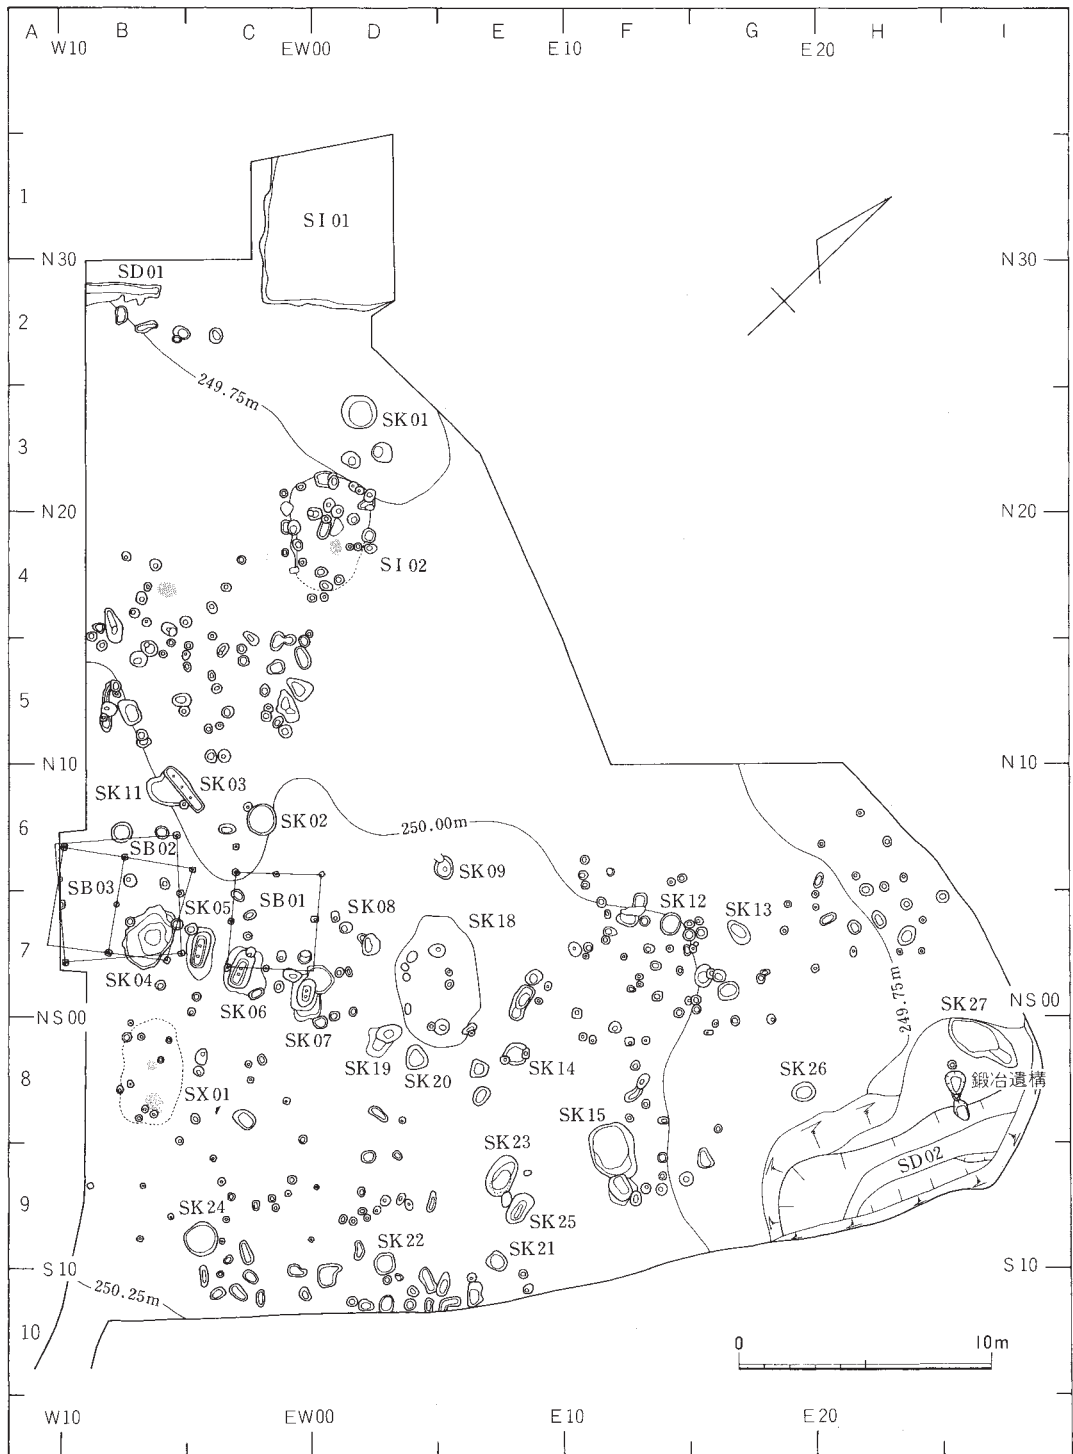 A B C D E F G H I
W10 EW00 E10 E20
1
SI01
N30 N30
SD01
2
249.75m
SK01
3
N20 N20
SI02
4
5
N10 N10
SK11 SK03
SK02
6
250.00m
SB02
SK09
SB03 SB01
SK05 SK08 SK18 SK12 SK13
7
SK04
249.75m
SK06
NS00 NS00
SK27
SK07
SK19 SK20 SK14 SK26 鍛冶遺構
8
SX01
SK15
SK23 SD02
9
SK24 SK25
SK22 SK21
S10 S10
250.25m
10
0 10m
W10 EW00 E10 E20